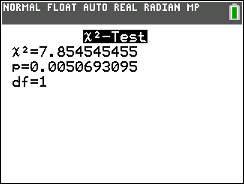 NORMAL FLOAT AUTO REAL RADIAN MP
χ²-Test
χ²=7.854545455
p=0.0050693095
df=1